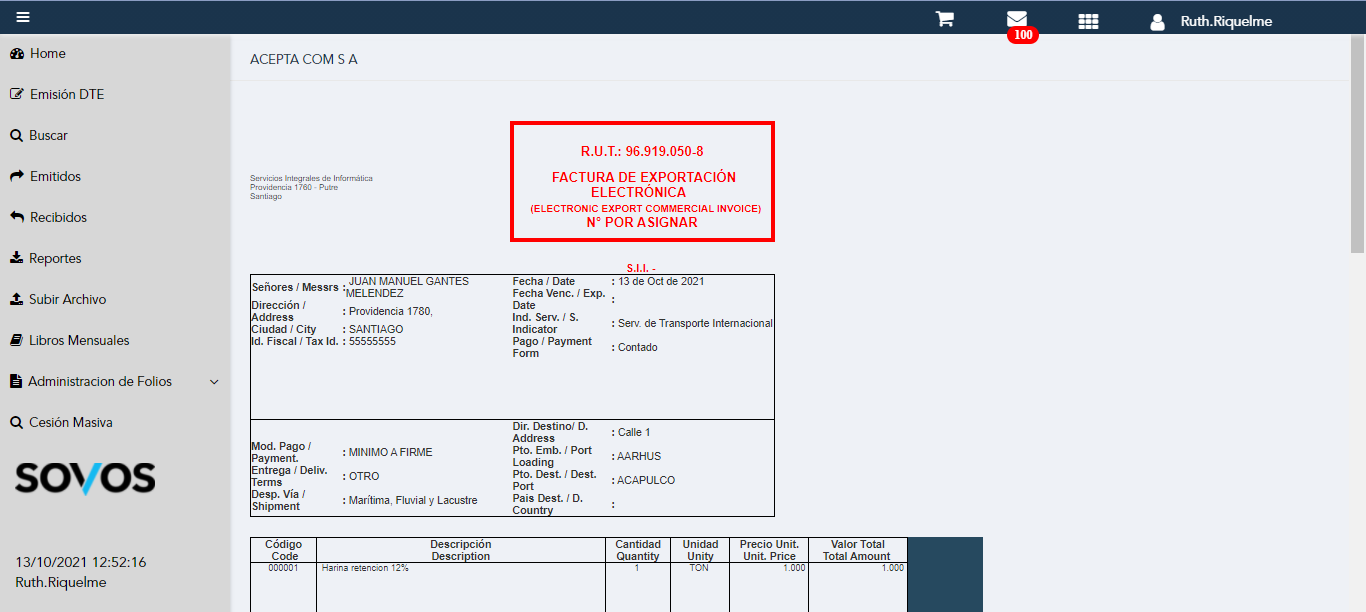 Ruth.Riquelme
100
Home
Emisión DTE
Buscar
Emitidos
Recibidos
Reportes
Subir Archivo
Libros Mensuales
Administracion de Folios
Cesión Masiva
SOVOS
13/10/2021 12:52:16
Ruth.Riquelme
ACEPTA COM S A
Servicios Integrales de Informática
Providencia 1760 - Putre
Santiago
R.U.T.: 96.919.050-8
FACTURA DE EXPORTACIÓN
ELECTRÓNICA
(ELECTRONIC EXPORT COMMERCIAL INVOICE)
N° POR ASIGNAR
S.I.I. -
Señores / Messrs : JUAN MANUEL GANTES
MELENDEZ
Dirección /
Address : Providencia 1780,
Ciudad / City : SANTIAGO
Id. Fiscal / Tax Id. : 55555555
Fecha / Date : 13 de Oct de 2021
Fecha Venc. / Exp.
Date :
Ind. Serv. / S.
Indicator : Serv. de Transporte Internacional
Pago / Payment
Form : Contado
Mod. Pago /
Payment. : MINIMO A FIRME
Entrega / Deliv.
Terms : OTRO
Desp. Vía /
Shipment : Marítima, Fluvial y Lacustre
Dir. Destino/ D.
Address : Calle 1
Pto. Emb. / Port
Loading : AARHUS
Pto. Dest. / Dest.
Port : ACAPULCO
Pais Dest. / D.
Country :
Código Descripción Cantidad Unidad Precio Unit. Valor Total
Code Description Quantity Unity Unit. Price Total Amount
000001 Harina retencion 12% 1 TON 1.000 1.000